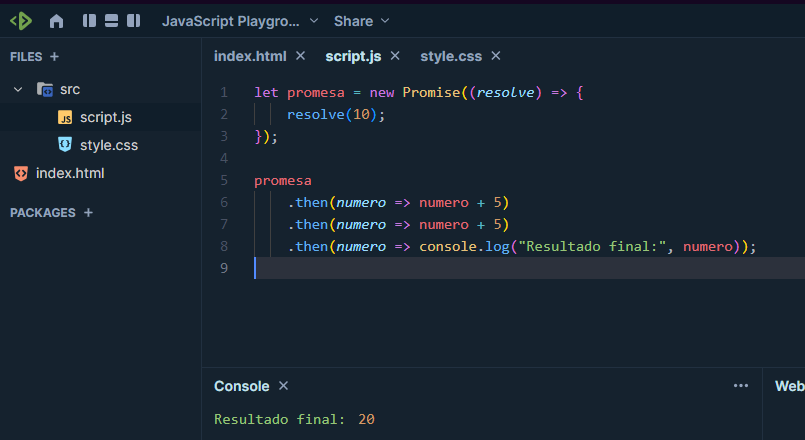 JavaScript Playgro... Share
FILES +
src
script.js
style.css
index.html
PACKAGES +
index.html × script.js × style.css ×
1 let promesa = new Promise((resolve) => {
2 resolve(10);
3 });
4
5 promesa
6 .then(numero => numero + 5)
7 .then(numero => numero + 5)
8 .then(numero => console.log("Resultado final:", numero));
9
Console × ...
Web
Resultado final: 20